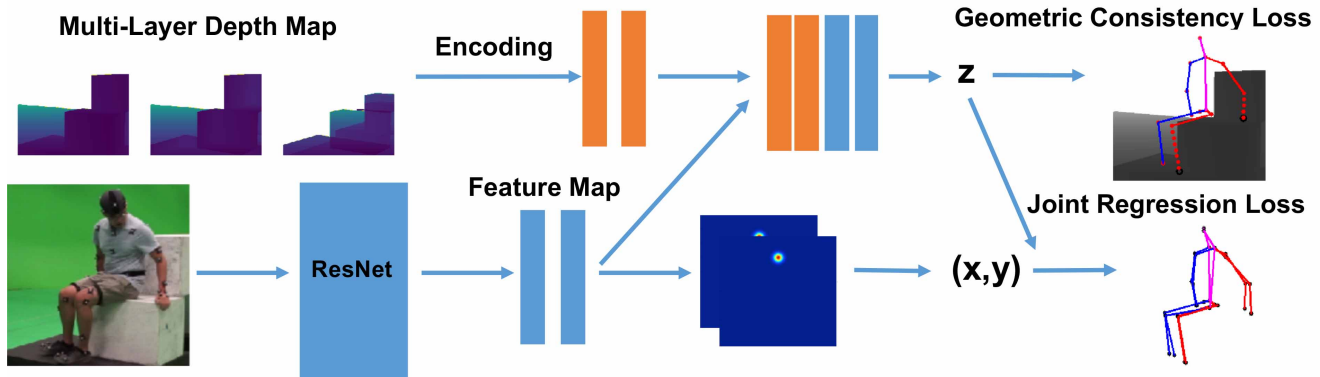 Multi-Layer Depth Map
Encoding
z
Geometric Consistency Loss
ResNet
Feature Map
(x,y)
Joint Regression Loss